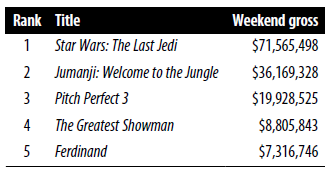 Rank Title Weekend gross
1 Star Wars: The Last Jedi $71,565,498
2 Jumanji: Welcome to the Jungle $36,169,328
3 Pitch Perfect 3 $19,928,525
4 The Greatest Showman $8,805,843
5 Ferdinand $7,316,746